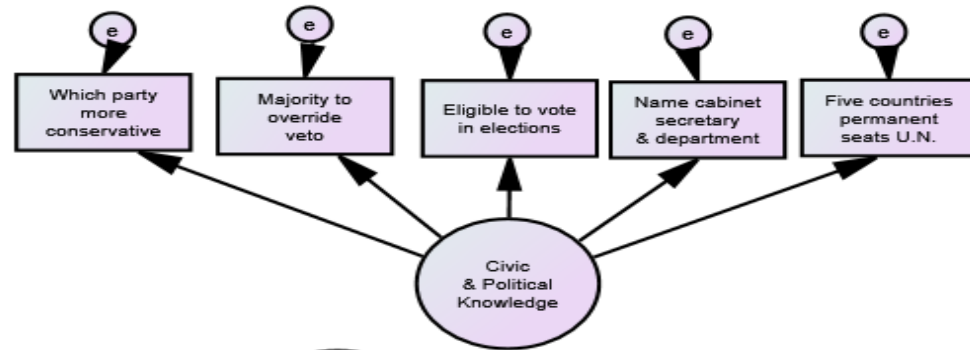 e
e
e
e
e
Which party
more
conservative
Majority to
override
veto
Eligible to vote
in elections
Name cabinet
secretary
& department
Five countries
permanent
seats U.N.
Civic
& Political
Knowledge